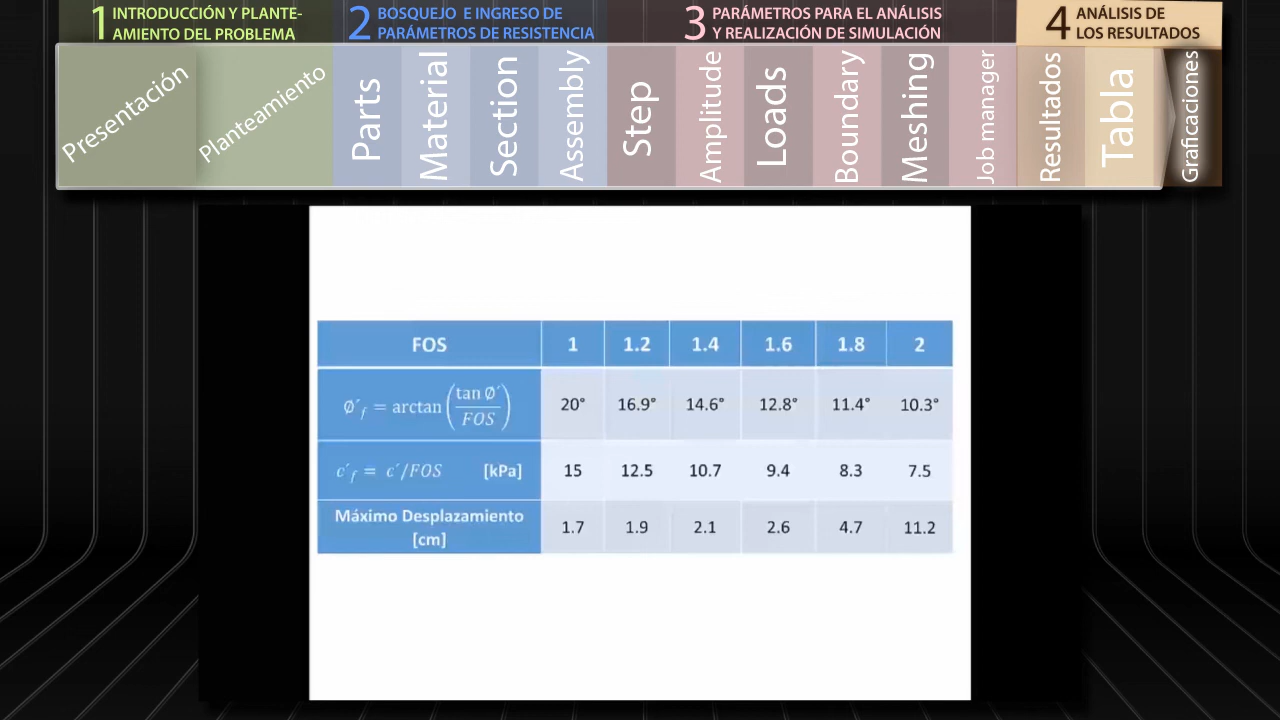 1 INTRODUCCIÓN Y PLANTE-
AMIENTO DEL PROBLEMA
2 BOSQUEJO E INGRESO DE
PARÁMETROS DE RESISTENCIA
3 PARÁMETROS PARA EL ANÁLISIS
Y REALIZACIÓN DE SIMULACIÓN
4 ANÁLISIS DE
LOS RESULTADOS
Presentación
Planteamiento
Parts
Material
Section
Assembly
Step
Amplitude
Loads
Boundary
Meshing
Job manager
Resultados
Tabla
Graficaciones
FOS 1 1.2 1.4 1.6 1.8 2
Ø´f = arctan(tan Ø´/FOS) 20° 16.9° 14.6° 12.8° 11.4° 10.3°
c´f = c´/FOS [kPa] 15 12.5 10.7 9.4 8.3 7.5
Máximo Desplazamiento
[cm] 1.7 1.9 2.1 2.6 4.7 11.2